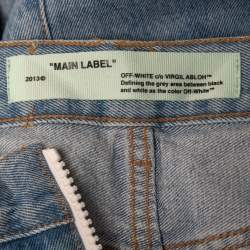 "MAIN LABEL"
2013©
OFF-WHITE c/o VIRGIL ABLOH™
Defining the grey area between black
and white as the color Off-White™